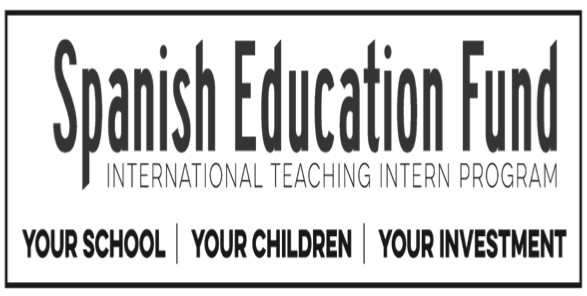 Spanish Education Fund
INTERNATIONAL TEACHING INTERN PROGRAM
YOUR SCHOOL | YOUR CHILDREN | YOUR INVESTMENT